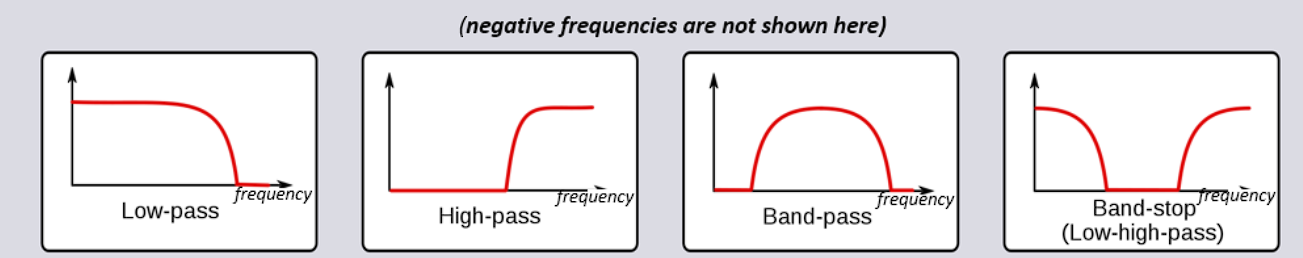 (negative frequencies are not shown here)
frequency
Low-pass
frequency
High-pass
frequency
Band-pass
frequency
Band-stop
(Low-high-pass)